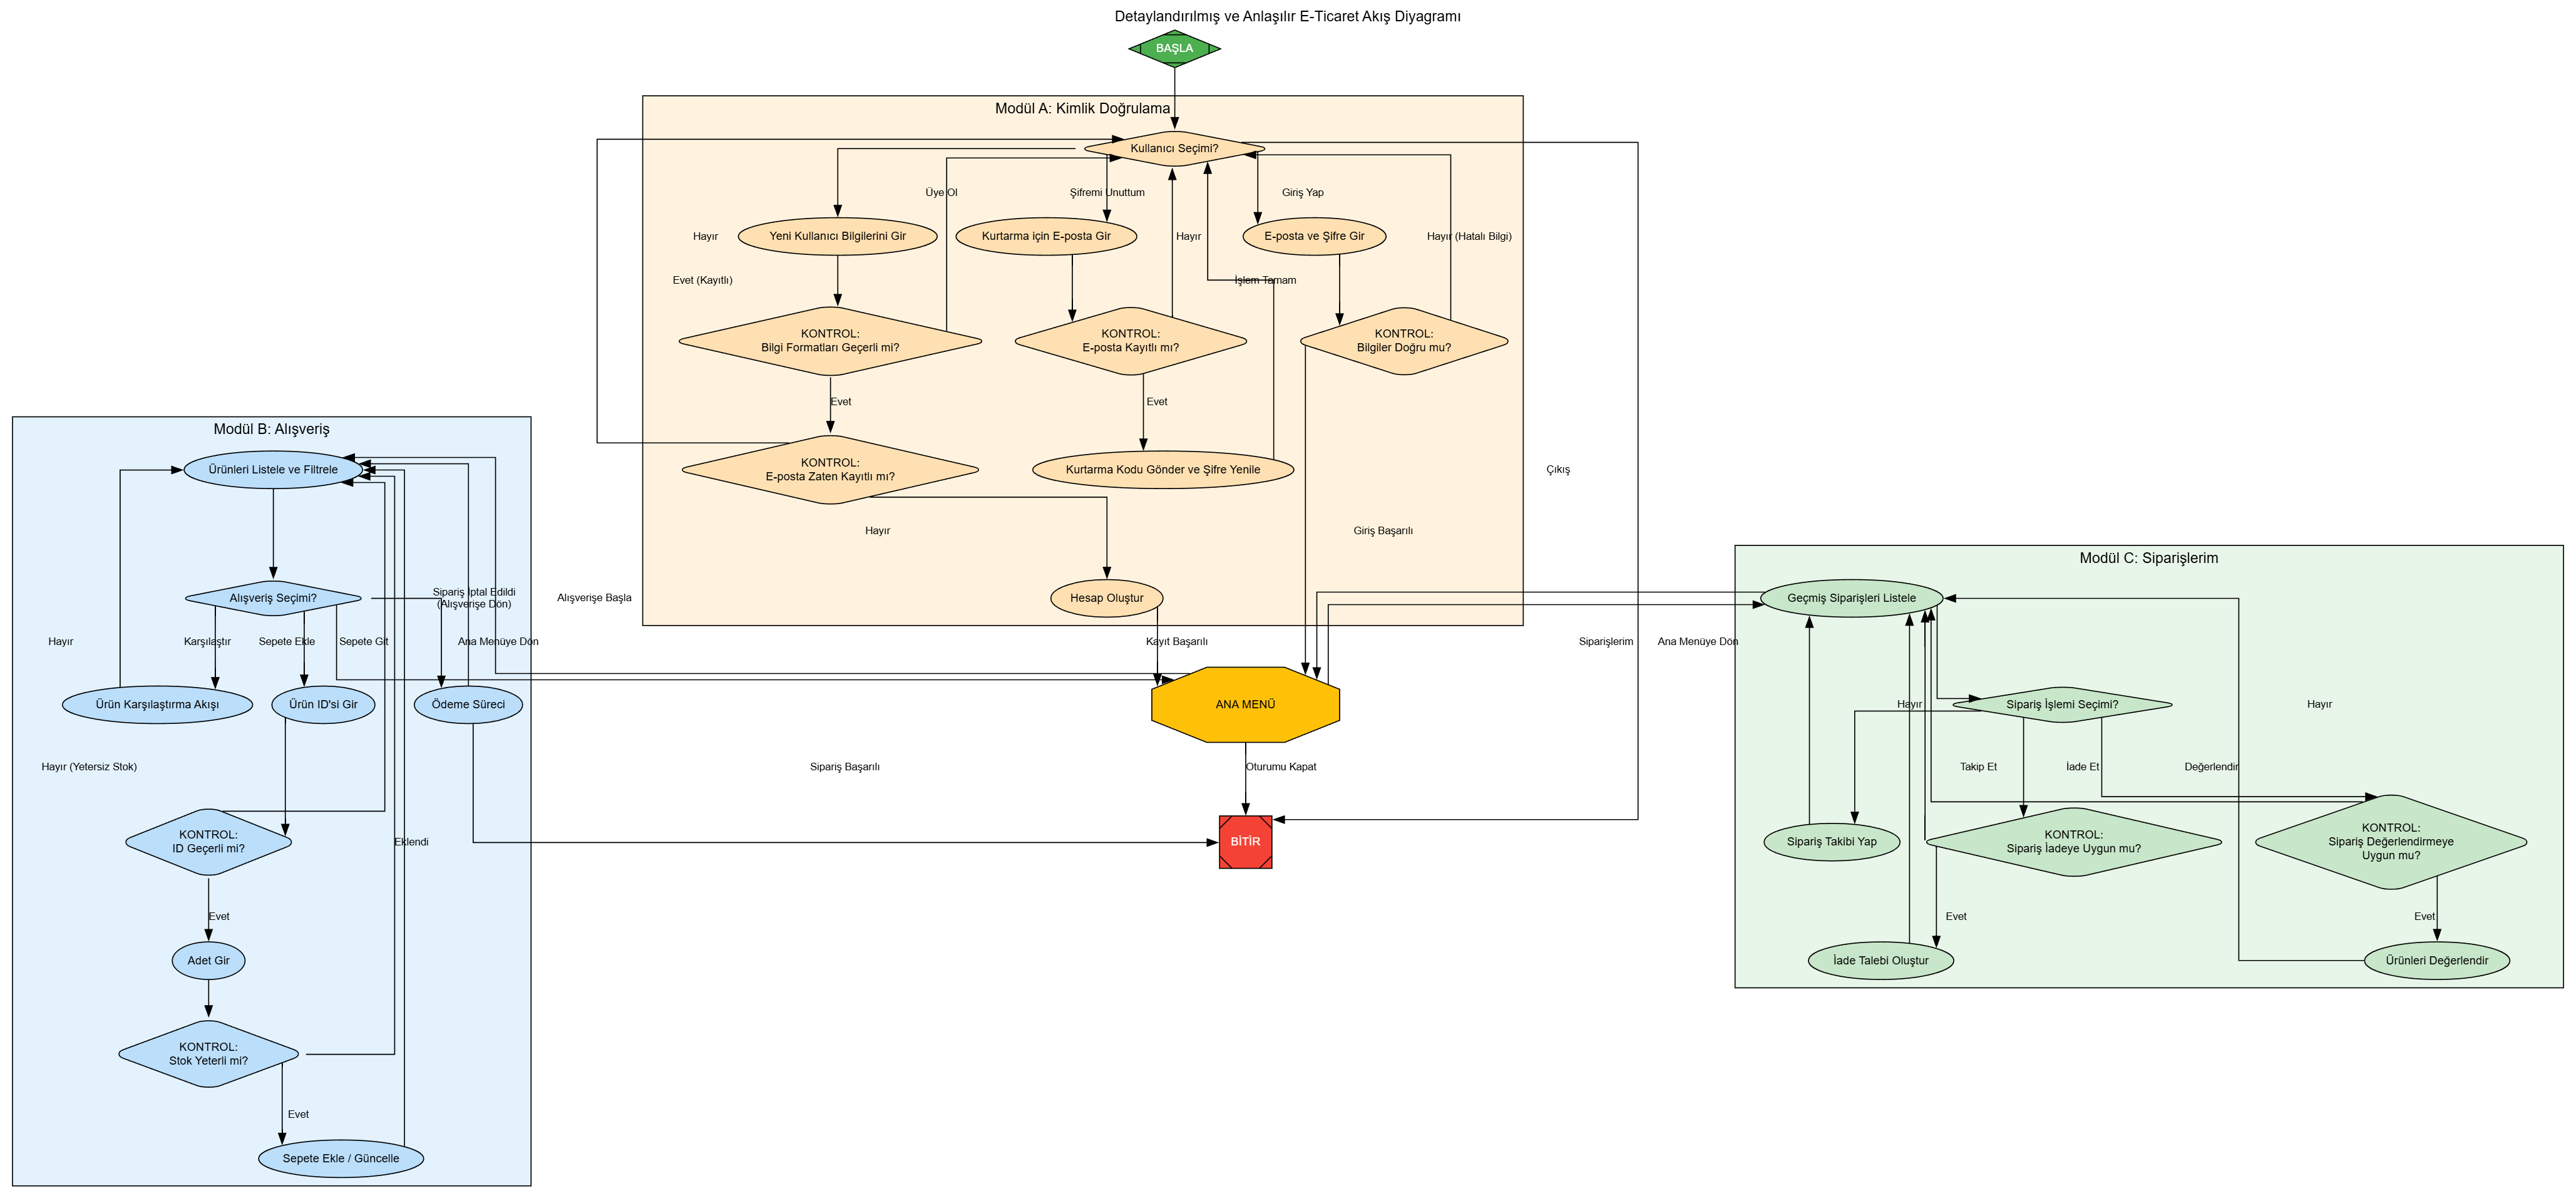 Detaylandırılmış ve Anlaşılır E-Ticaret Akış Diyagramı
BAŞLA
Modül A: Kimlik Doğrulama
Kullanıcı Seçimi?
Üye Ol
Şifremi Unuttum
Giriş Yap
Hayır
Yeni Kullanıcı Bilgilerini Gir
Kurtarma için E-posta Gir
Hayır
E-posta ve Şifre Gir
Hayır (Hatalı Bilgi)
Evet (Kayıtlı)
İşlem Tamam
KONTROL:
Bilgi Formatları Geçerli mi?
KONTROL:
E-posta Kayıtlı mı?
KONTROL:
Bilgiler Doğru mu?
Evet
Evet
KONTROL:
E-posta Zaten Kayıtlı mı?
Kurtarma Kodu Gönder ve Şifre Yenile
Çıkış
Hayır
Giriş Başarılı
Hesap Oluştur
Kayıt Başarılı
Modül B: Alışveriş
Ürünleri Listele ve Filtrele
Alışveriş Seçimi?
Sipariş İptal Edildi
(Alışverişe Dön)
Alışverişe Başla
Hayır
Karşılaştır
Sepete Ekle
Sepete Git
Ana Menüye Dön
Ürün Karşılaştırma Akışı
Ürün ID'si Gir
Ödeme Süreci
Hayır (Yetersiz Stok)
Sipariş Başarılı
KONTROL:
ID Geçerli mi?
Eklendi
Evet
Adet Gir
KONTROL:
Stok Yeterli mi?
Evet
Sepete Ekle / Güncelle
ANA MENÜ
Oturumu Kapat
BİTİR
Siparişlerim
Ana Menüye Dön
Modül C: Siparişlerim
Geçmiş Siparişleri Listele
Hayır
Sipariş İşlemi Seçimi?
Hayır
Takip Et
İade Et
Değerlendir
Sipariş Takibi Yap
KONTROL:
Sipariş İadeye Uygun mu?
KONTROL:
Sipariş Değerlendirmeye
Uygun mu?
Evet
Evet
İade Talebi Oluştur
Ürünleri Değerlendir